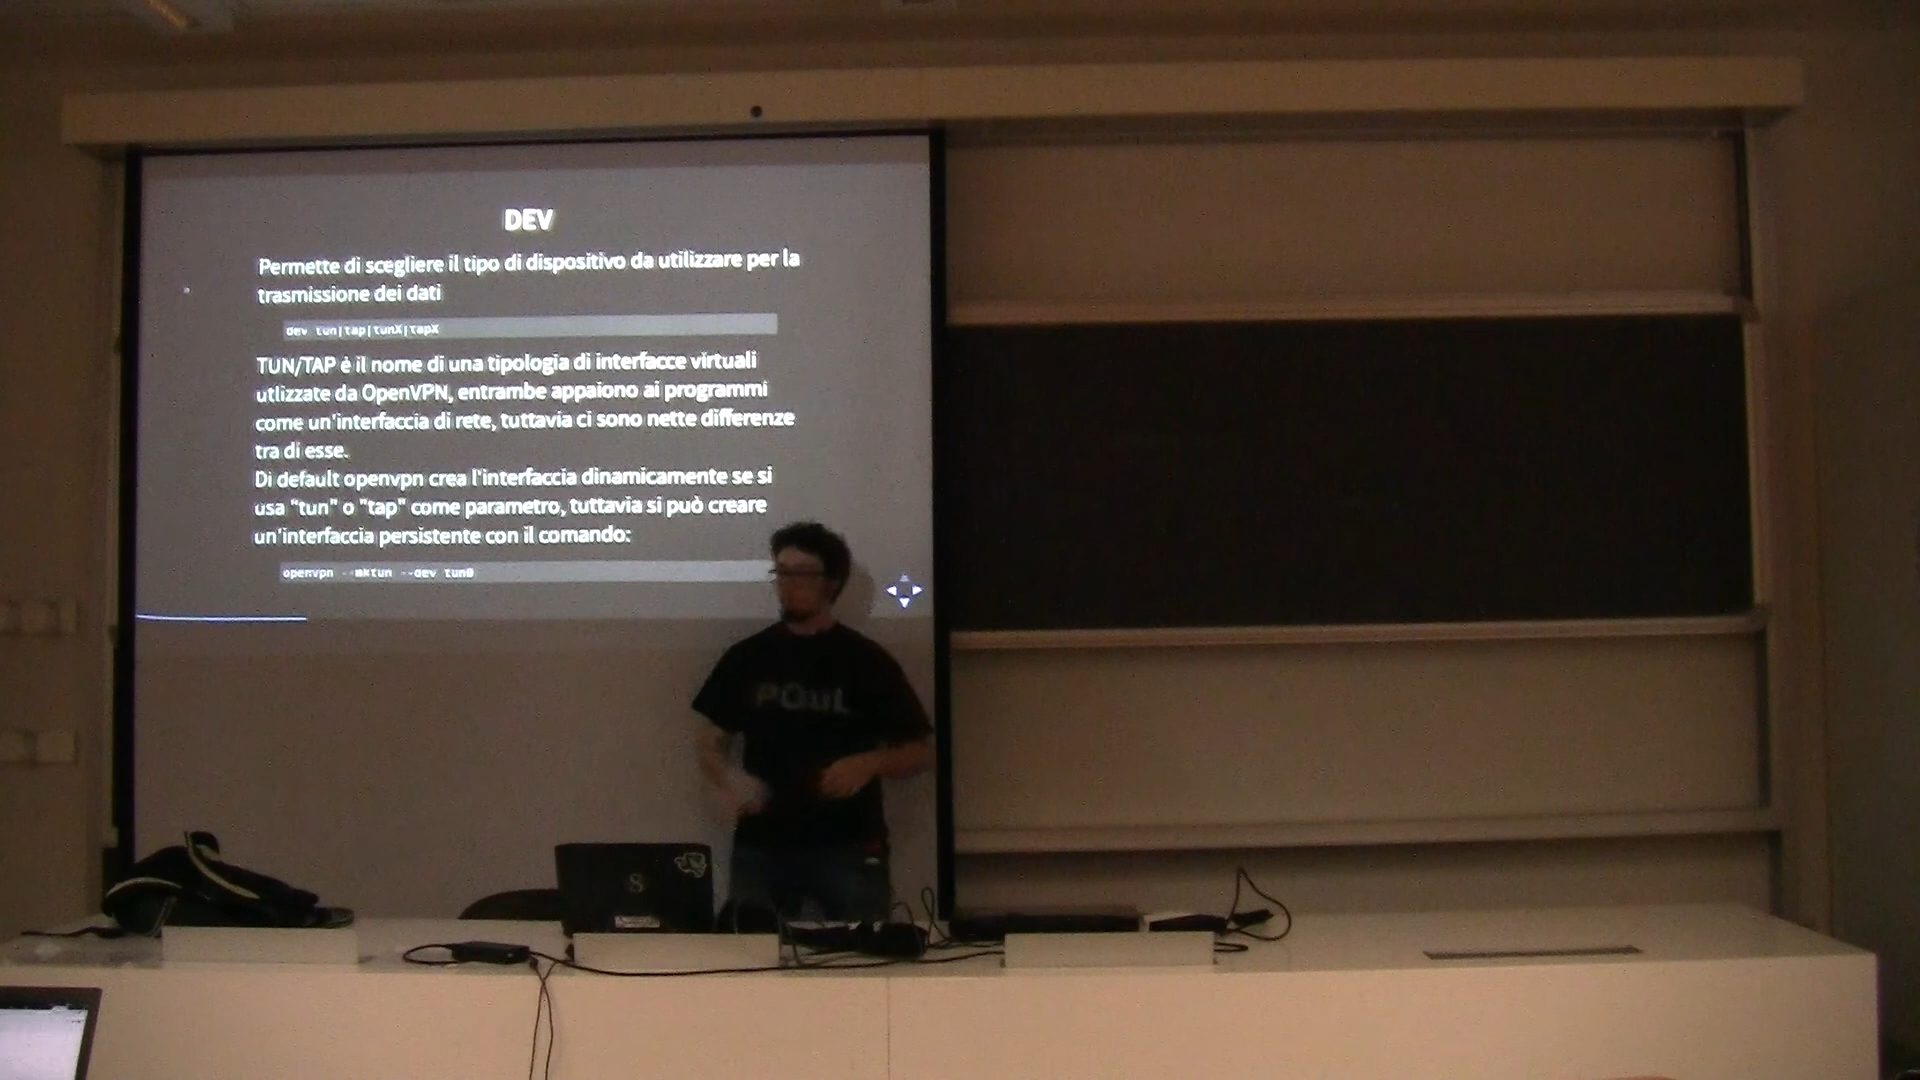 DEV
Permette di scegliere il tipo di dispositivo da utilizzare per la
trasmissione dei dati
dev tun|tap|tunX|tapX
TUN/TAP è il nome di una tipologia di interfacce virtuali
utlizzate da OpenVPN, entrambe appaiono ai programmi
come un'interfaccia di rete, tuttavia ci sono nette differenze
tra di esse.
Di default openvpn crea l'interfaccia dinamicamente se si
usa "tun" o "tap" come parametro, tuttavia si può creare
un'interfaccia persistente con il comando:
openvpn --mktun --dev tun0
POuL
S